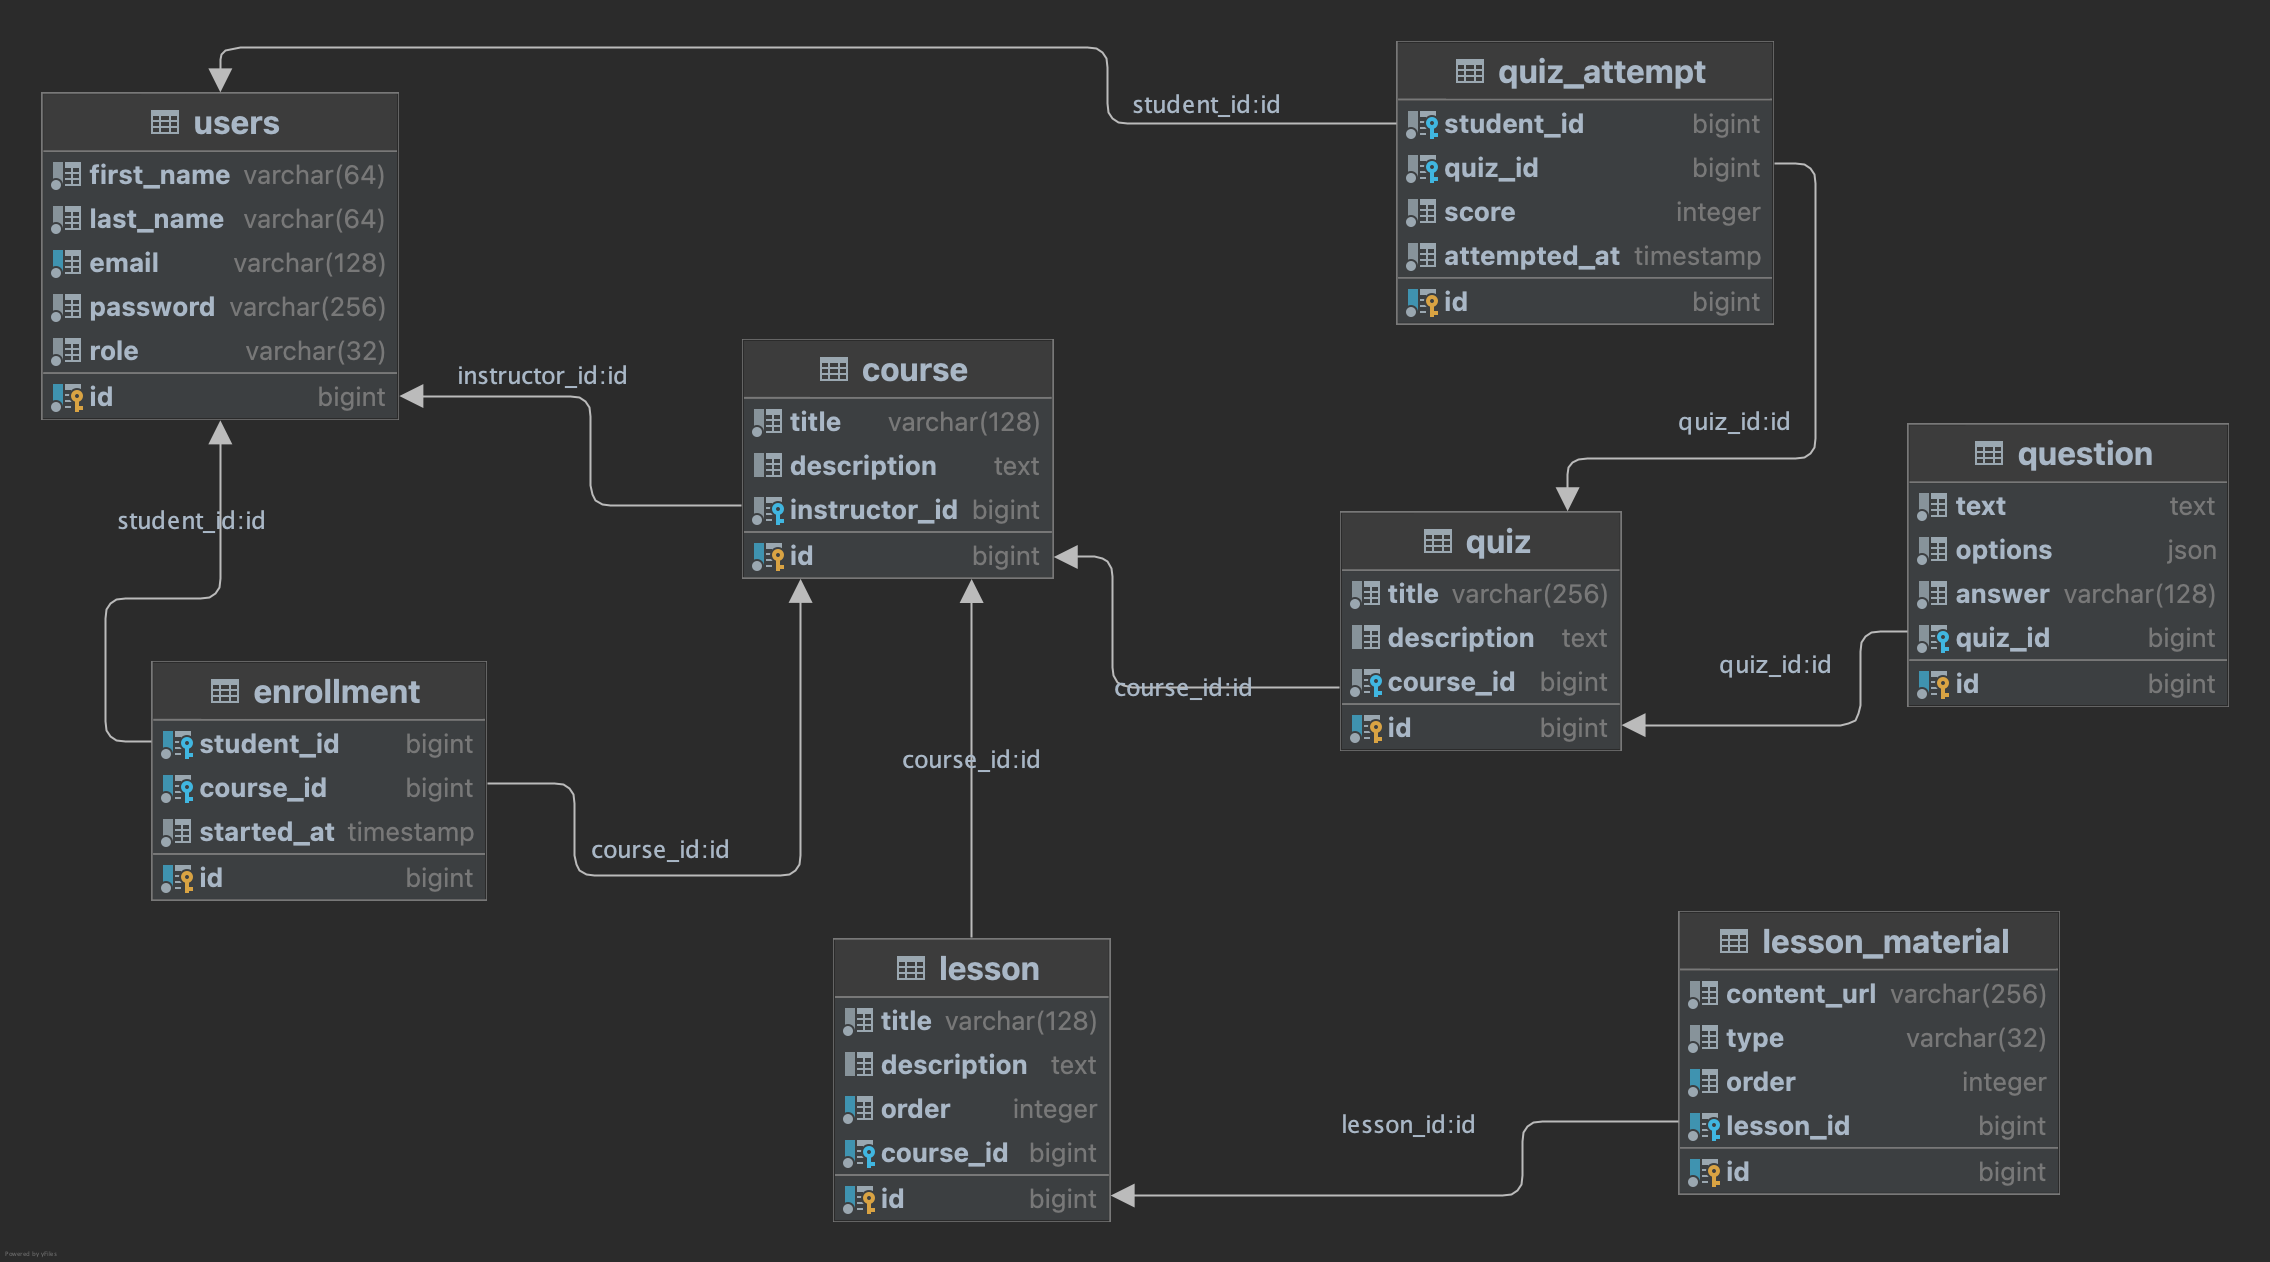 users
first_name varchar(64)
last_name varchar(64)
email varchar(128)
password varchar(256)
role varchar(32)
id bigint
student_id:id
quiz_attempt
student_id bigint
quiz_id bigint
score integer
attempted_at timestamp
id bigint
instructor_id:id
course
title varchar(128)
description text
instructor_id bigint
id bigint
quiz_id:id
question
text text
options json
answer varchar(128)
quiz_id bigint
id bigint
student_id:id
quiz
title varchar(256)
description text
course_id bigint
id bigint
quiz_id:id
course_id:id
enrollment
student_id bigint
course_id bigint
started_at timestamp
id bigint
course_id:id
course_id:id
lesson
title varchar(128)
description text
order integer
course_id bigint
id bigint
lesson_id:id
lesson_material
content_url varchar(256)
type varchar(32)
order integer
lesson_id bigint
id bigint
Powered by yFiles